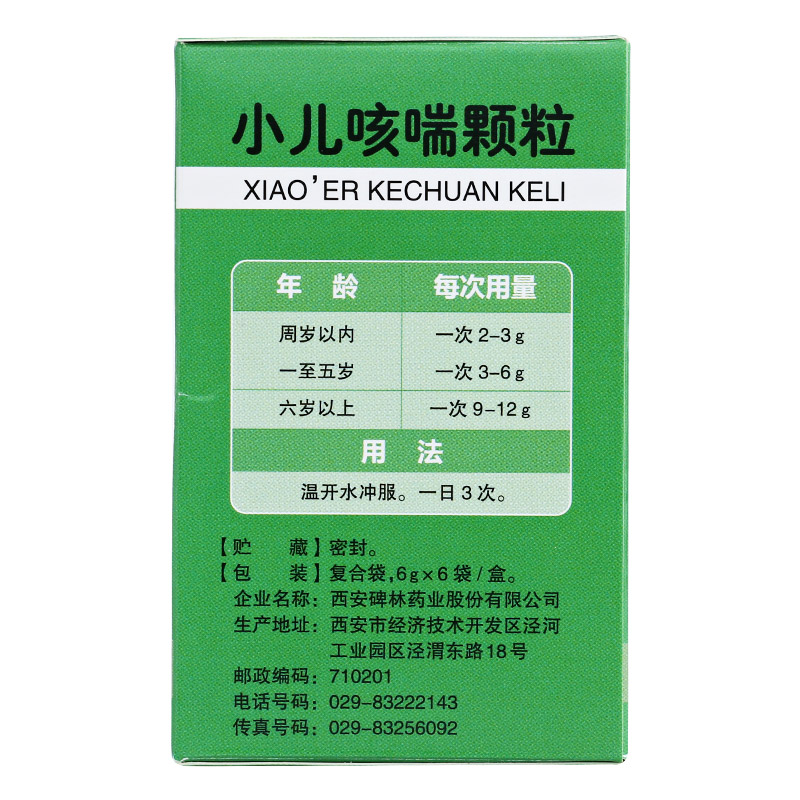 小儿咳喘颗粒
XIAO'ER KECHUAN KELI
年 龄 每次用量
周岁以内 一次 2-3 g
一至五岁 一次 3-6 g
六岁以上 一次 9-12 g
用 法
温开水冲服。一日 3 次。
【贮 藏】密封。
【包 装】复合袋,6g×6 袋/盒。
企业名称：西安碑林药业股份有限公司
生产地址：西安市经济技术开发区泾河
工业园区泾渭东路18号
邮政编码：710201
电话号码：029-83222143
传真号码：029-83256092